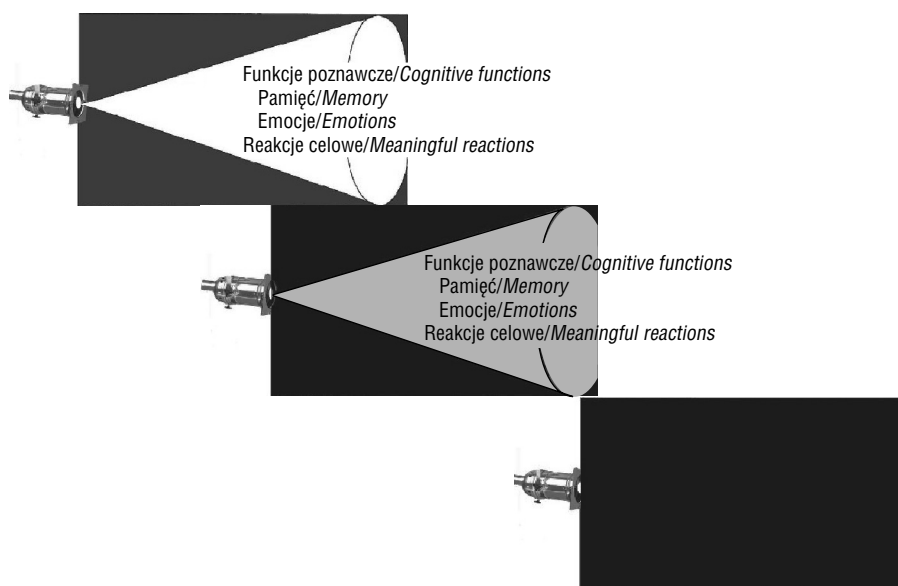 Funkcje poznawcze/Cognitive functions
Pamięć/Memory
Emocje/Emotions
Reakcje celowe/Meaningful reactions
Funkcje poznawcze/Cognitive functions
Pamięć/Memory
Emocje/Emotions
Reakcje celowe/Meaningful reactions